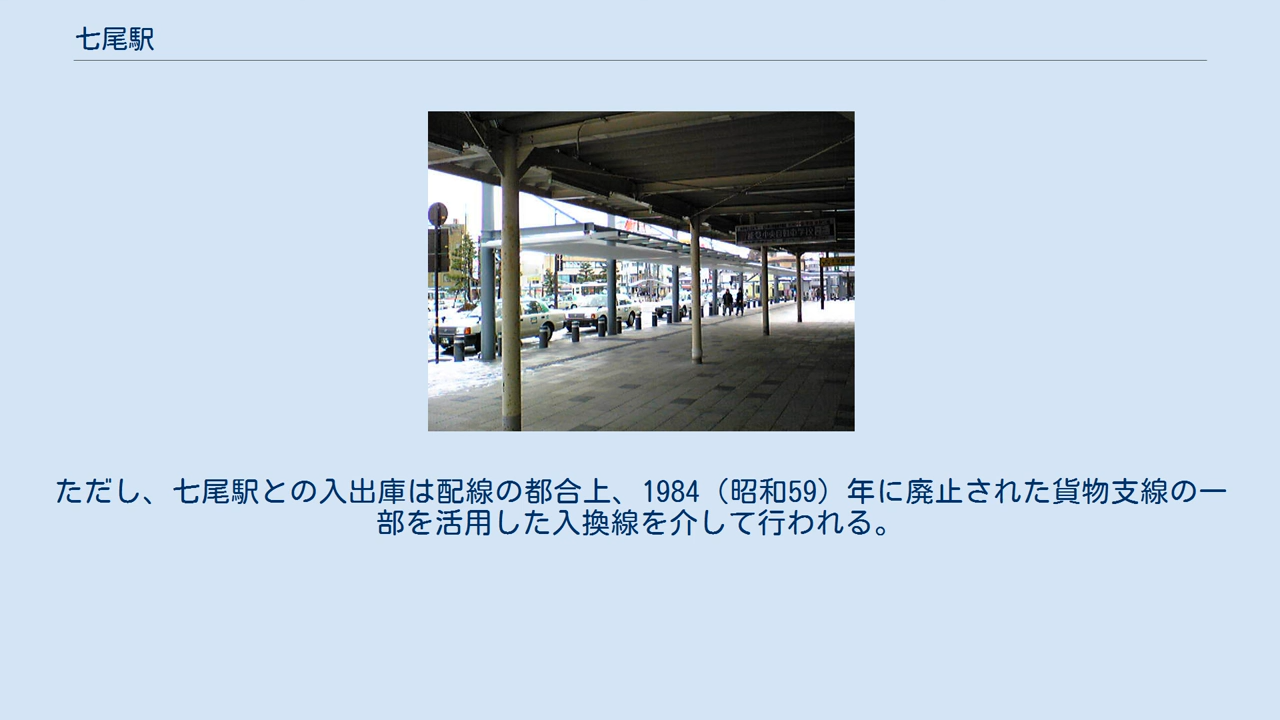 七尾駅
ただし、七尾駅との入出庫は配線の都合上、1984（昭和59）年に廃止された貨物支線の一
部を活用した入換線を介して行われる。